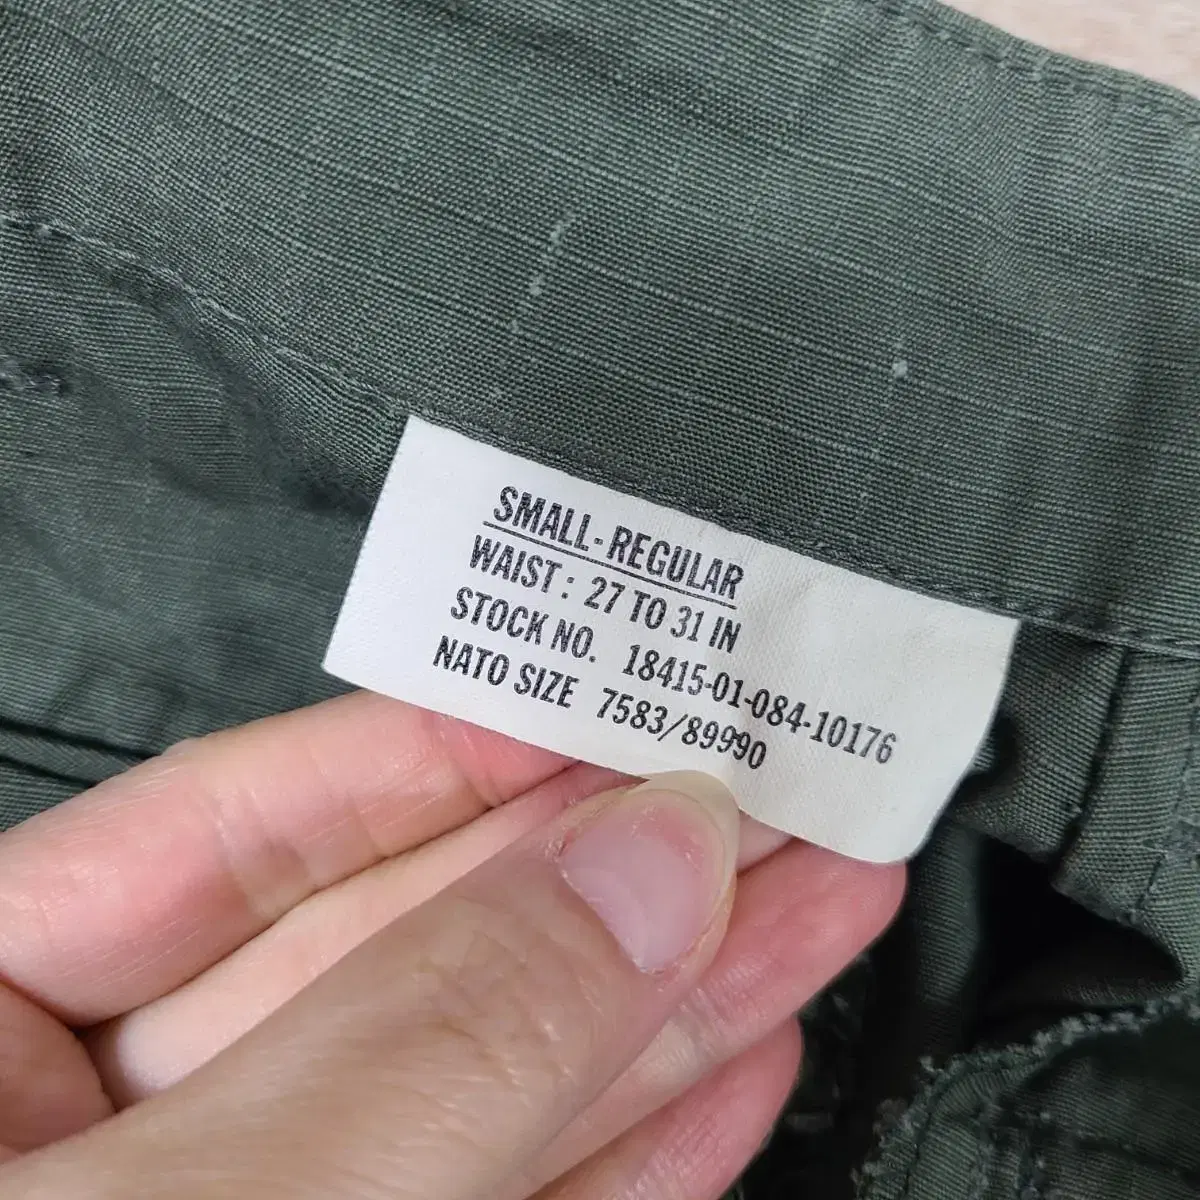 SMALL-REGULAR
WAIST: 27 TO 31 IN
STOCK NO. 18415-01-084-10176
NATO SIZE 7583/89990